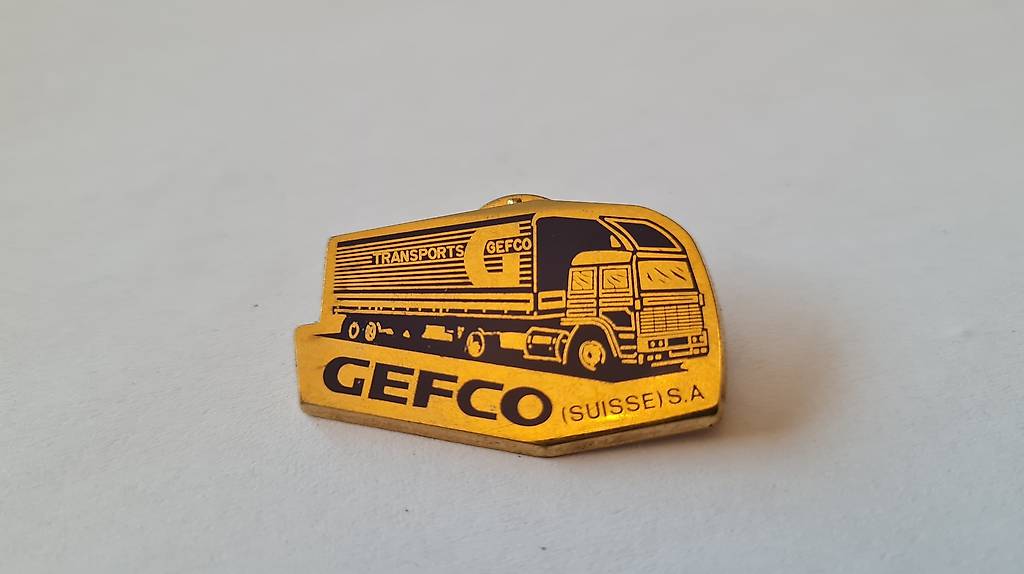 TRANSPORTS GEFCO
GEFCO (SUISSE) S.A